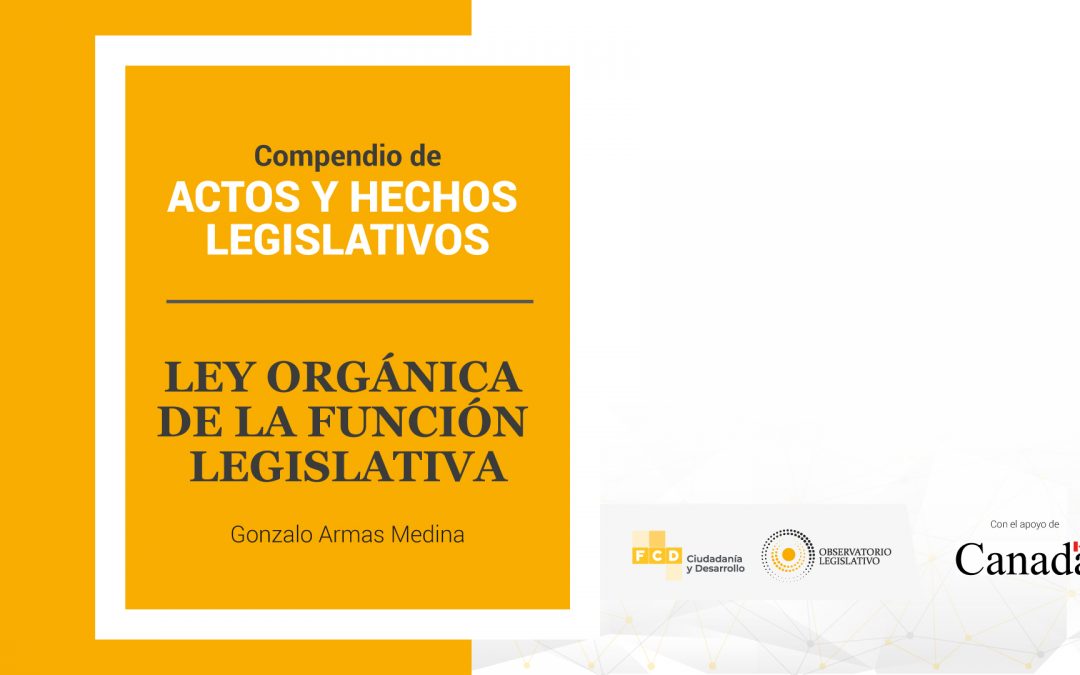 Compendio de
ACTOS Y HECHOS
LEGISLATIVOS
LEY ORGÁNICA
DE LA FUNCIÓN
LEGISLATIVA
Gonzalo Armas Medina
FCD
Ciudadanía
y Desarrollo
OBSERVATORIO
LEGISLATIVO
Con el apoyo de
Canada